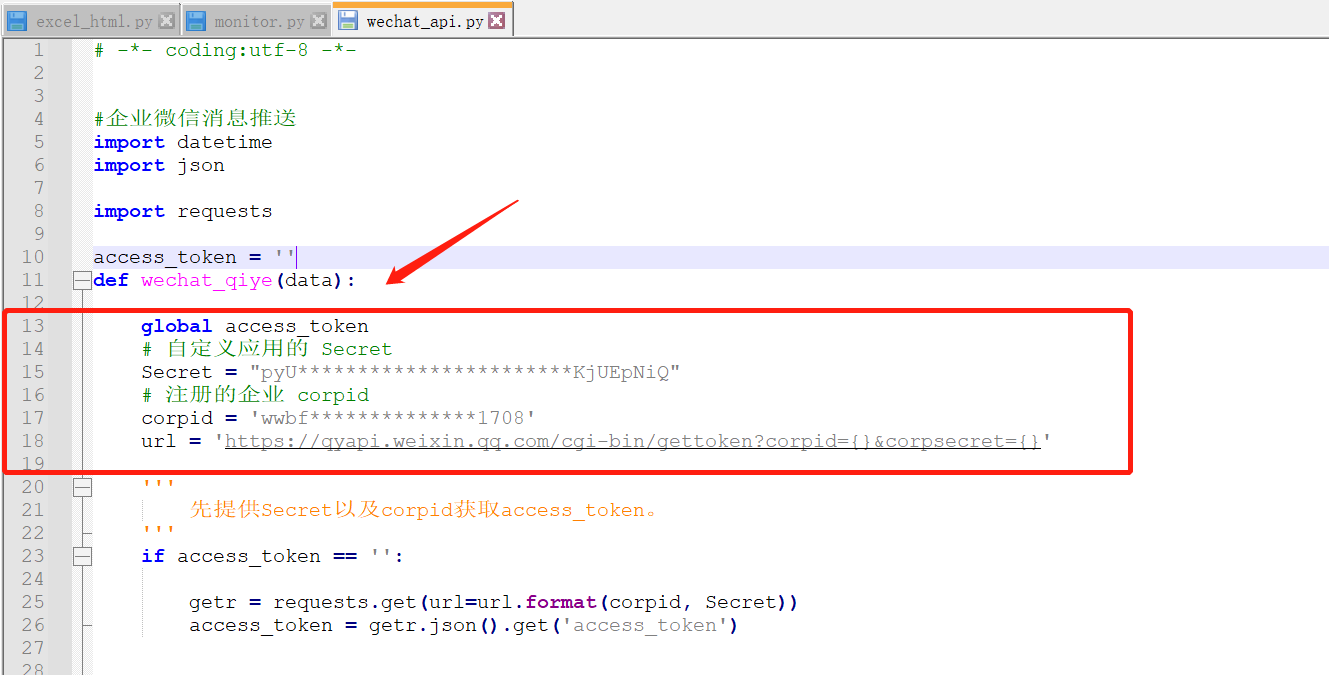 excel_html.py monitor.py wechat_api.py
1 # -*- coding:utf-8 -*-
2
3
4 #企业微信消息推送
5 import datetime
6 import json
7
8 import requests
9
10 access_token = ''
11 def wechat_qiye(data):
12
13 global access_token
14 # 自定义应用的 Secret
15 Secret = "pyU***********************KjUEpNiQ"
16 # 注册的企业 corpid
17 corpid = 'wwbf**************1708'
18 url = 'https://qyapi.weixin.qq.com/cgi-bin/gettoken?corpid={}&corpsecret={}'
19
20 '''
21 先提供Secret以及corpid获取access_token。
22 '''
23 if access_token == '':
24
25 getr = requests.get(url=url.format(corpid, Secret))
26 access_token = getr.json().get('access_token')
27
28